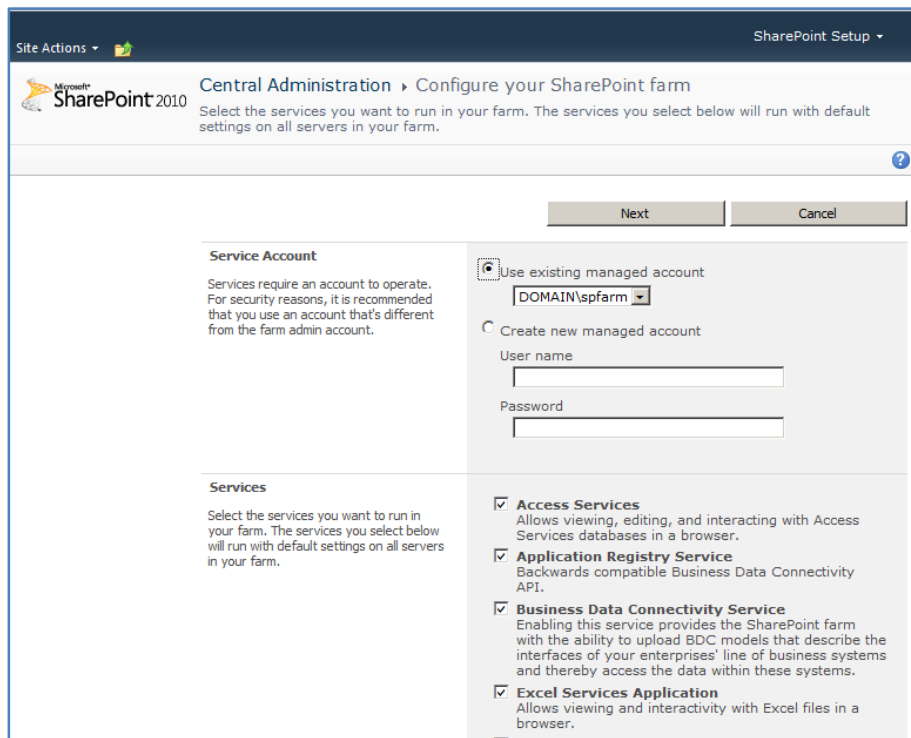 SharePoint Setup
Site Actions
Microsoft
SharePoint 2010
Central Administration Configure your SharePoint farm
Select the services you want to run in your farm. The services you select below will run with default
settings on all servers in your farm.
Next
Cancel
Service Account
Services require an account to operate.
For security reasons, it is recommended
that you use an account that's different
from the farm admin account.
Use existing managed account
DOMAIN\spfarm
Create new managed account
User name
Password
Services
Select the services you want to run in
your farm. The services you select below
will run with default settings on all servers
in your farm.
Access Services
Allows viewing, editing, and interacting with Access
Services databases in a browser.
Application Registry Service
Backwards compatible Business Data Connectivity
API.
Business Data Connectivity Service
Enabling this service provides the SharePoint farm
with the ability to upload BDC models that describe the
interfaces of your enterprises' line of business systems
and thereby access the data within these systems.
Excel Services Application
Allows viewing and interactivity with Excel files in a
browser.